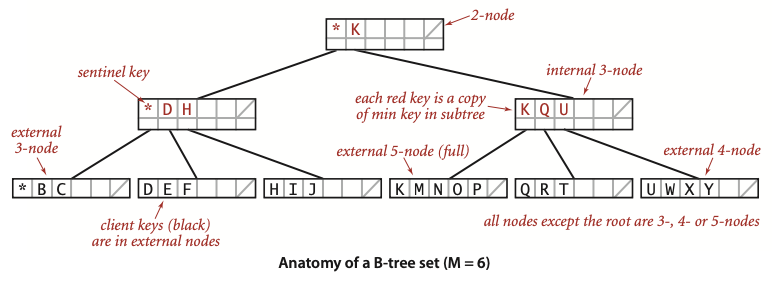 2-node
* K
sentinel key
internal 3-node
* D H
each red key is a copy
of min key in subtree
K Q U
external
3-node
external 5-node (full)
external 4-node
* B C
D E F
H I J
K M N O P
Q R T
U W X Y
client keys (black)
are in external nodes
all nodes except the root are 3-, 4- or 5-nodes
Anatomy of a B-tree set (M = 6)